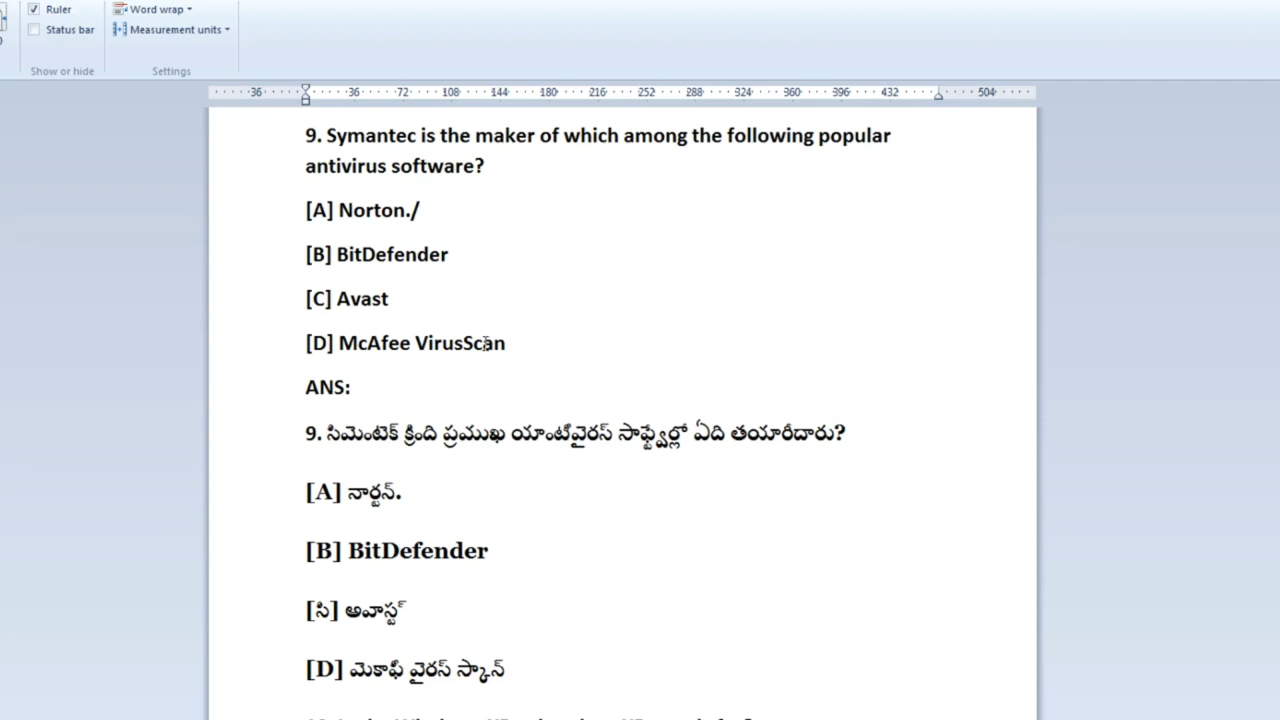 Ruler
Word wrap
Status bar
Measurement units
Show or hide
Settings
36 36 72 108 144 180 216 252 288 324 360 396 432 504
9. Symantec is the maker of which among the following popular
antivirus software?
[A] Norton./
[B] BitDefender
[C] Avast
[D] McAfee VirusScan
ANS:
9. సిమెంటెక్ క్రింది ప్రముఖ యాంటీవైరస్ సాఫ్ట్వేర్లో ఏది తయారీదారు?
[A] నార్టన్.
[B] BitDefender
[సి] అవాస్ట్
[D] మెకాఫీ వైరస్ స్కాన్